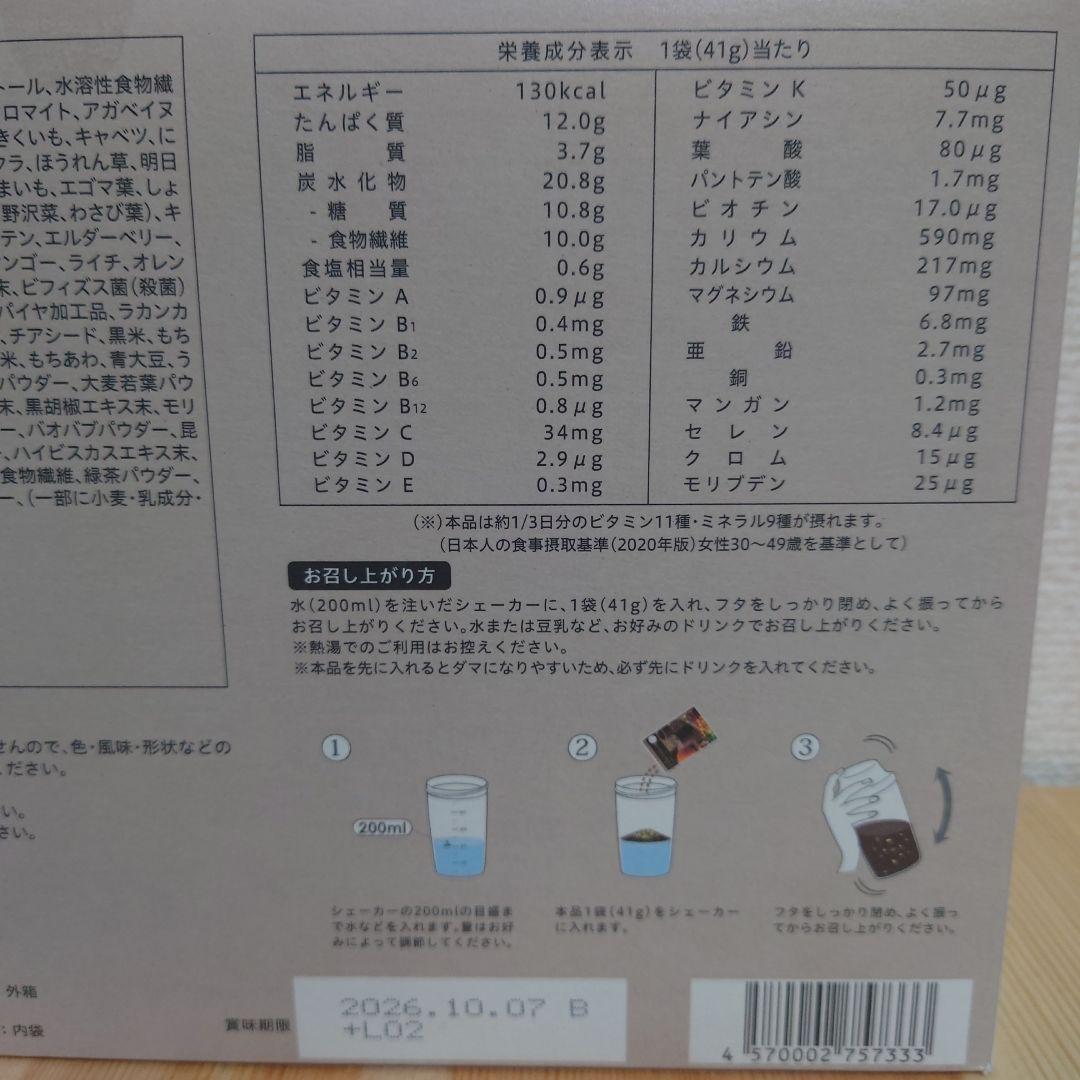 トール、水溶性食物繊
ロマイト、アガベイヌ
きくいも、キャベツ、に
クラ、ほうれん草、明日
まいも、エゴマ葉、しょ
野沢菜、わさび葉)、キ
テン、エルダーベリー、
ンゴー、ライチ、オレン
末、ビフィズス菌(殺菌)
パイヤ加工品、ラカンカ
、チアシード、黒米、もち
米、もちあわ、青大豆、う
パウダー、大麦若葉パウ
末、黒胡椒エキス末、モリ
ー、バオバブパウダー、昆
、ハイビスカスエキス末、
食物繊維、緑茶パウダー、
ー、(一部に小麦・乳成分・
せんので、色・風味・形状などの
ください。
い。
さい。
外箱
:内袋
栄養成分表示 1袋(41g)当たり
エネルギー 130kcal
たんぱく質 12.0g
脂質 3.7g
炭水化物 20.8g
- 糖質 10.8g
- 食物繊維 10.0g
食塩相当量 0.6g
ビタミン A 0.9μg
ビタミン B1 0.4mg
ビタミン B2 0.5mg
ビタミン B6 0.5mg
ビタミン B12 0.8μg
ビタミン C 34mg
ビタミン D 2.9μg
ビタミン E 0.3mg
ビタミン K 50μg
ナイアシン 7.7mg
葉酸 80μg
パントテン酸 1.7mg
ビオチン 17.0μg
カリウム 590mg
カルシウム 217mg
マグネシウム 97mg
鉄 6.8mg
亜鉛 2.7mg
銅 0.3mg
マンガン 1.2mg
セレン 8.4μg
クロム 15μg
モリブデン 25μg
(※)本品は約1/3日分のビタミン11種・ミネラル9種が摂れます。
(日本人の食事摂取基準(2020年版)女性30〜49歳を基準として)
お召し上がり方
水(200ml)を注いだシェーカーに、1袋(41g)を入れ、フタをしっかり閉め、よく振ってから
お召し上がりください。水または豆乳など、お好みのドリンクでお召し上がりください。
※熱湯でのご利用はお控えください。
※本品を先に入れるとダマになりやすいため、必ず先にドリンクを入れてください。
1
200ml
シェーカーの200mlの目盛ま
で水などを入れます。量はお好
みによって調節してください。
2
本品1袋(41g)をシェーカー
に入れます。
3
フタをしっかり閉め、よく振っ
てからお召し上がりください。
賞味期限
2026.10.07 B
+L02
4 570002 757333